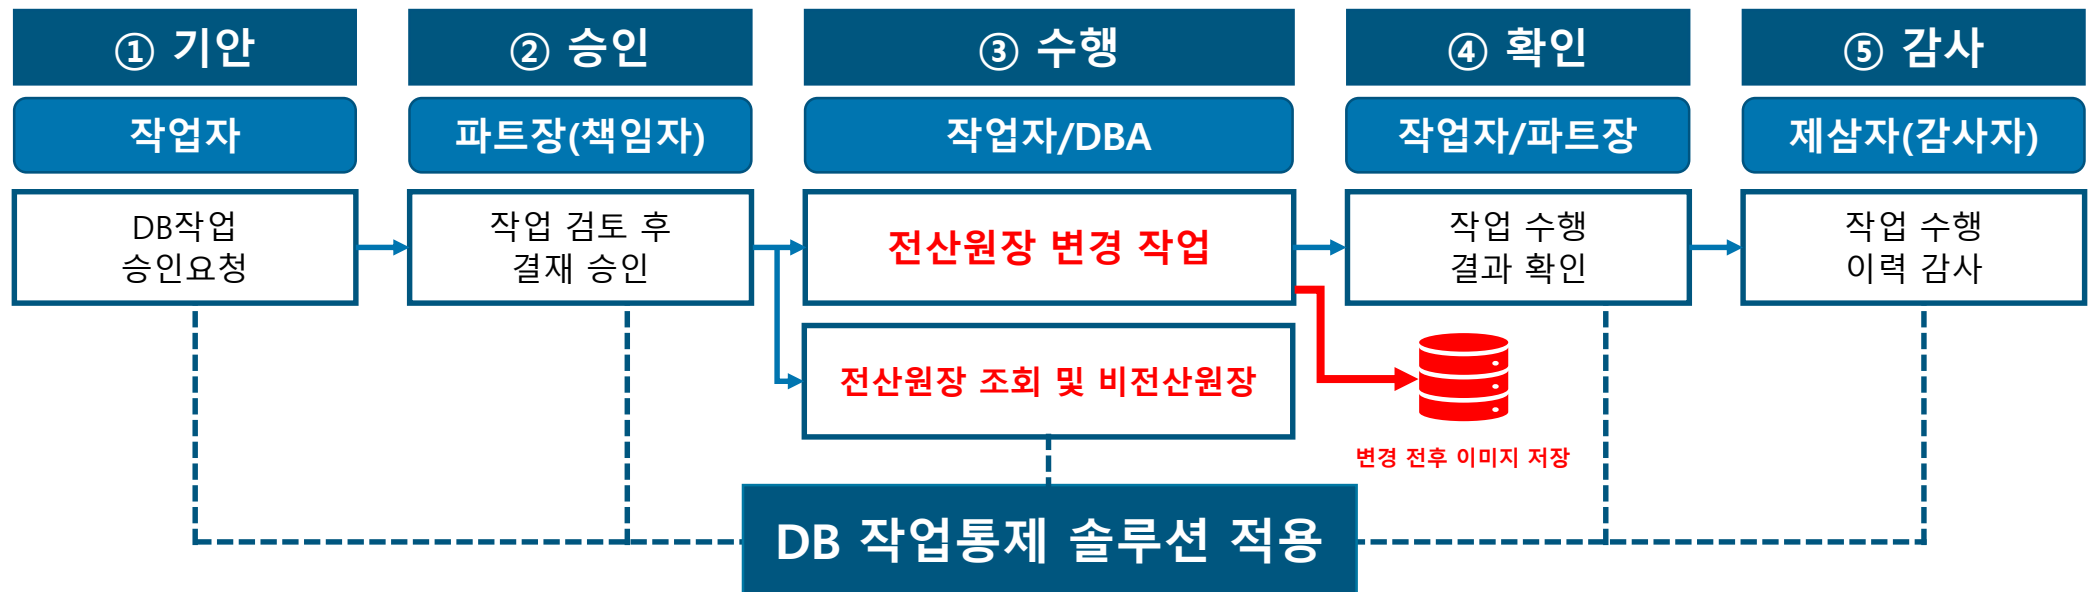 ① 기안
② 승인
③ 수행
④ 확인
⑤ 감사
작업자
파트장(책임자)
작업자/DBA
작업자/파트장
제삼자(감사자)
DB작업
승인요청
작업 검토 후
결재 승인
전산원장 변경 작업
작업 수행
결과 확인
작업 수행
이력 감사
전산원장 조회 및 비전산원장
변경 전후 이미지 저장
DB 작업통제 솔루션 적용